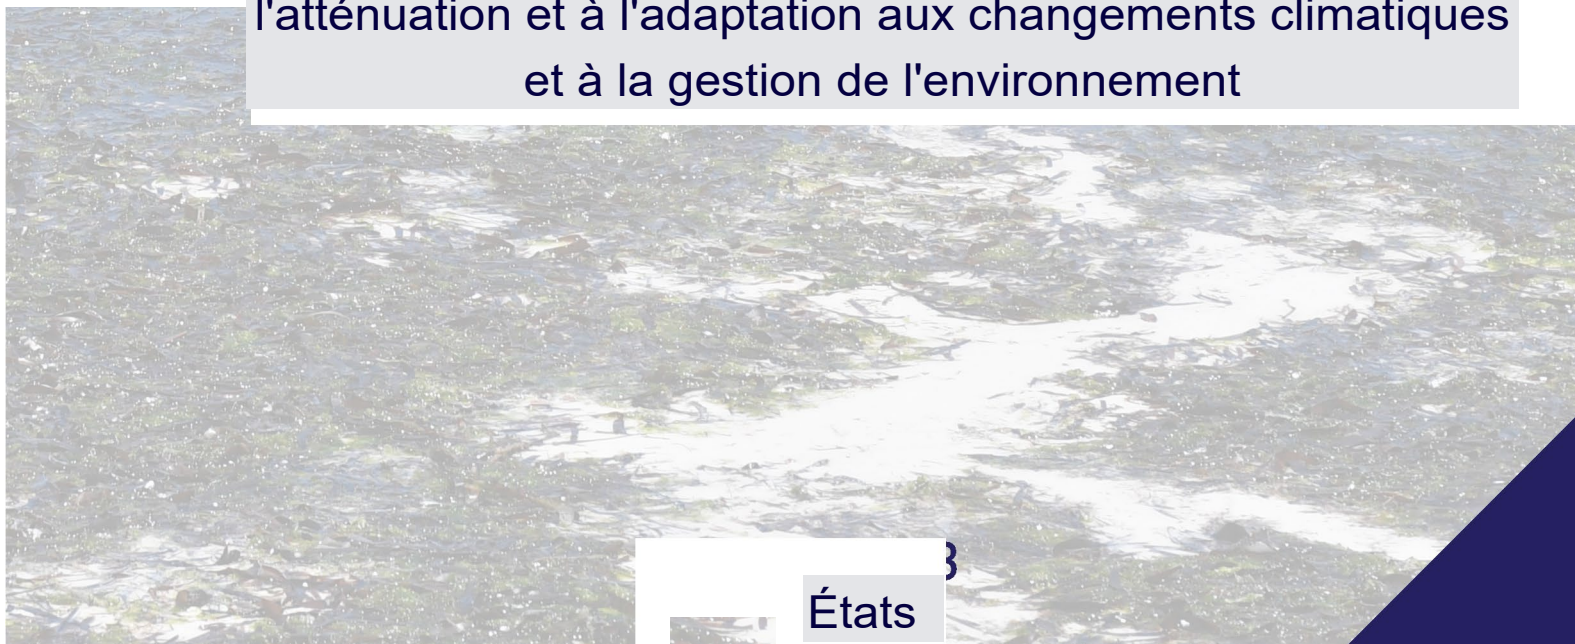 l'atténuation et à l'adaptation aux changements climatiques
et à la gestion de l'environnement
États